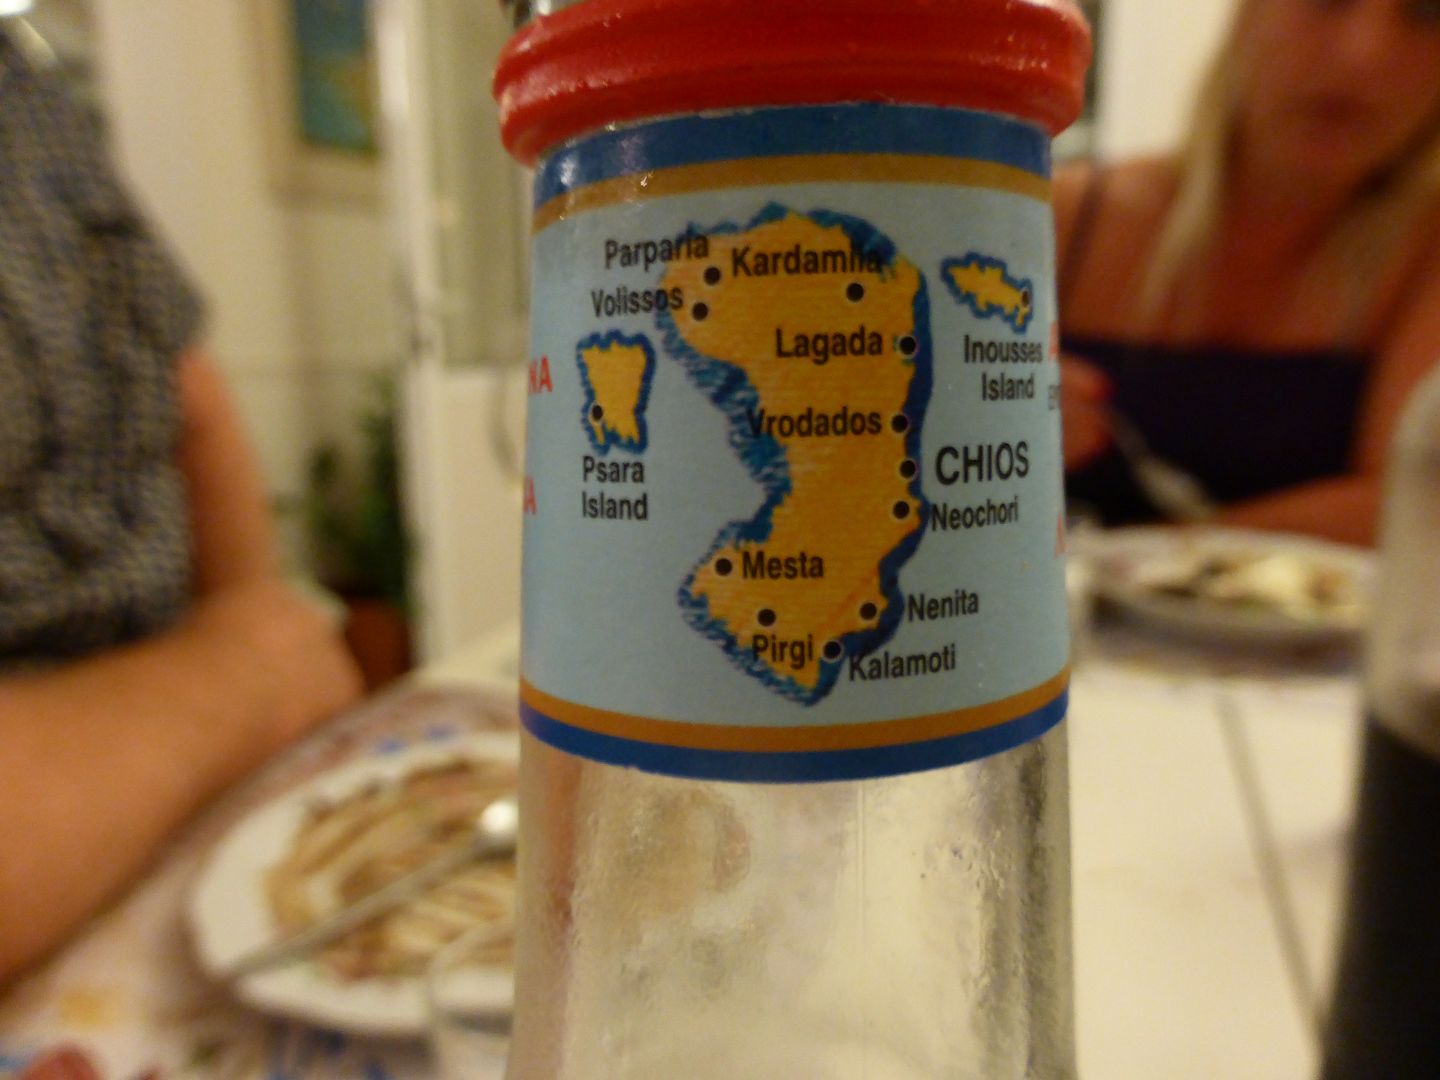 Parparia
Kardamila
Volissos
Lagada
Inousses
Island
Vrodados
Psara
Island
CHIOS
Neochori
Mesta
Nenita
Pirgi
Kalamoti